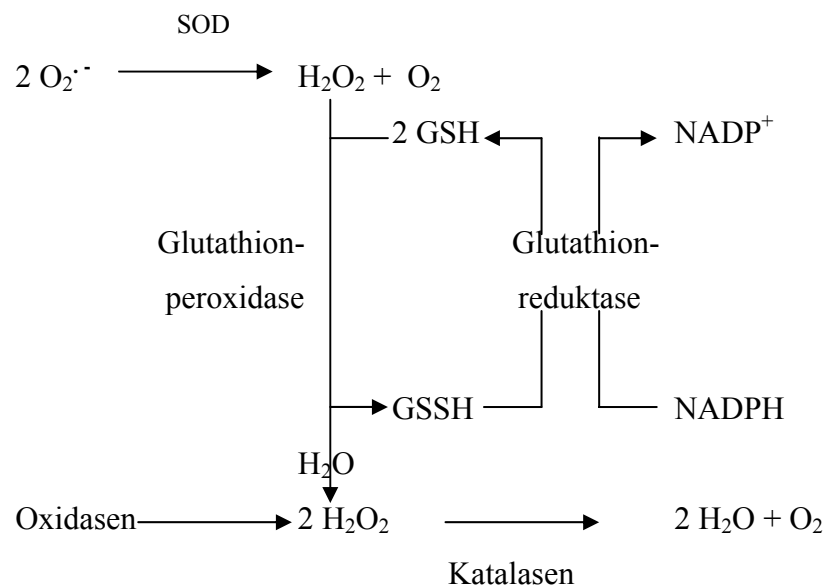 SOD
2 O₂·⁻ H₂O₂ + O₂
2 GSH NADP⁺
Glutathion- Glutathion-
peroxidase reduktase
GSSH NADPH
H₂O
Oxidasen 2 H₂O₂ 2 H₂O + O₂
Katalasen